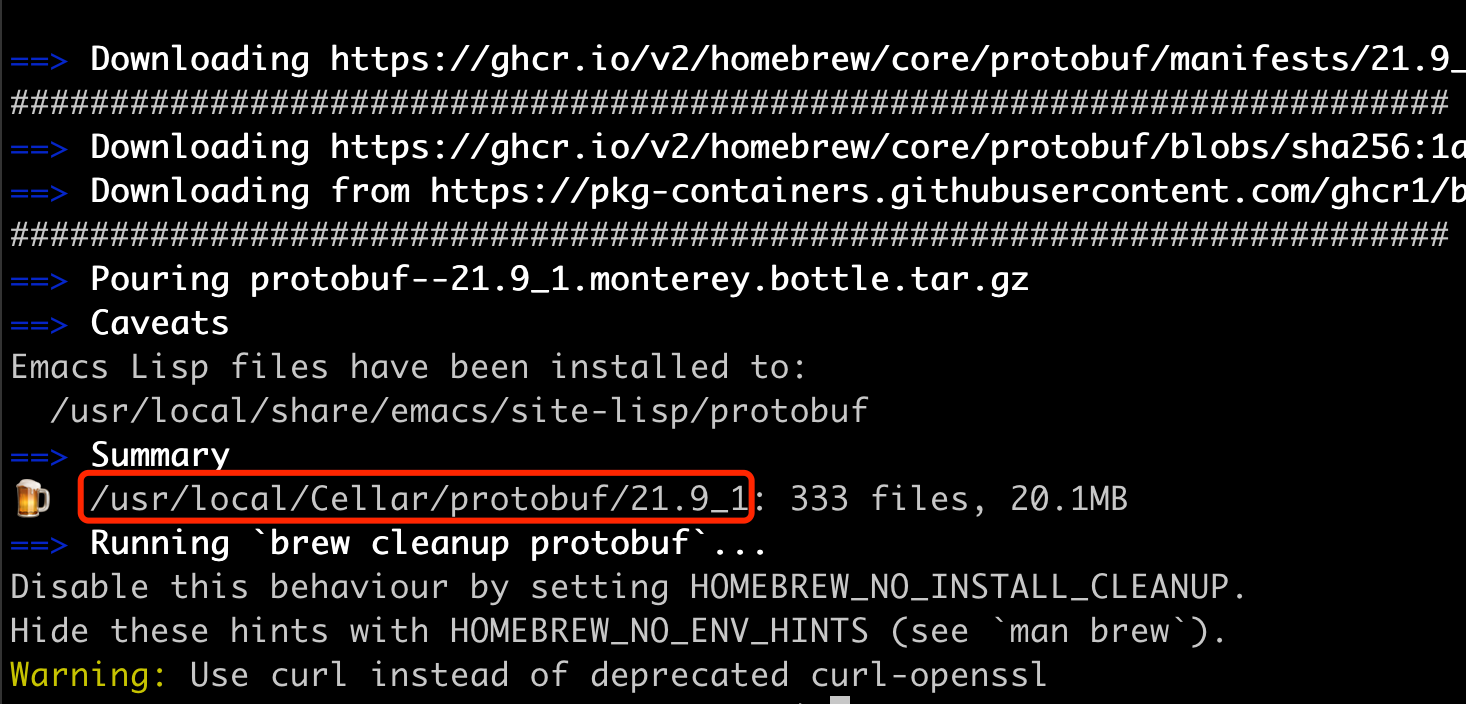 ==> Downloading https://ghcr.io/v2/homebrew/core/protobuf/manifests/21.9_
########################################################################
==> Downloading https://ghcr.io/v2/homebrew/core/protobuf/blobs/sha256:1a
==> Downloading from https://pkg-containers.githubusercontent.com/ghcr1/b
########################################################################
==> Pouring protobuf--21.9_1.monterey.bottle.tar.gz
==> Caveats
Emacs Lisp files have been installed to:
  /usr/local/share/emacs/site-lisp/protobuf
==> Summary
🍺  /usr/local/Cellar/protobuf/21.9_1: 333 files, 20.1MB
==> Running `brew cleanup protobuf`...
Disable this behaviour by setting HOMEBREW_NO_INSTALL_CLEANUP.
Hide these hints with HOMEBREW_NO_ENV_HINTS (see `man brew`).
Warning: Use curl instead of deprecated curl-openssl